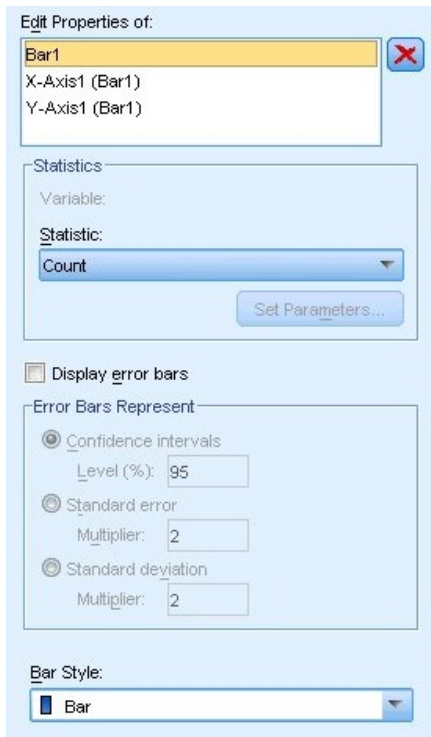 Edit Properties of:
Bar1
X-Axis1 (Bar1)
Y-Axis1 (Bar1)
Statistics
Variable:
Statistic:
Count
Set Parameters...
Display error bars
Error Bars Represent
Confidence intervals
Level (%): 95
Standard error
Multiplier: 2
Standard deviation
Multiplier: 2
Bar Style:
Bar